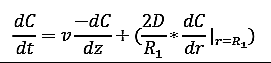 dC/dt = v -dC/dz + (2D/R₁ * dC/dr |r=R₁)